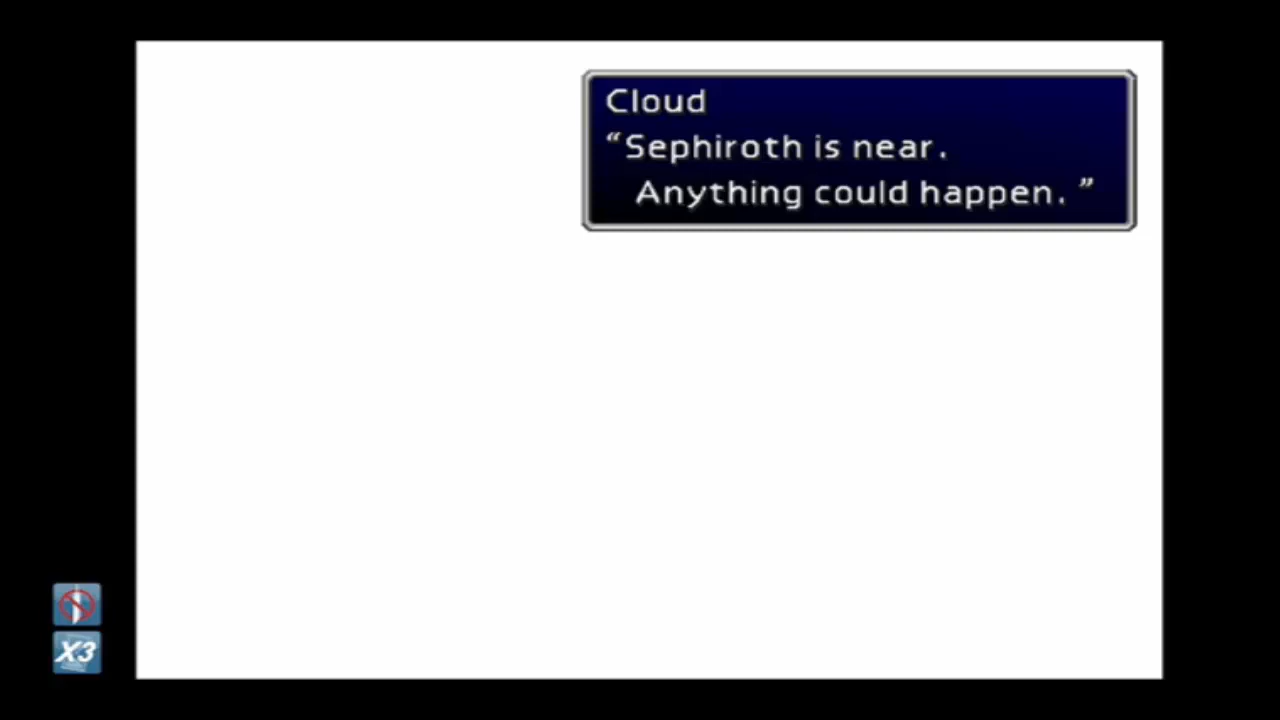 Cloud
“Sephiroth is near.
Anything could happen. ”
X3